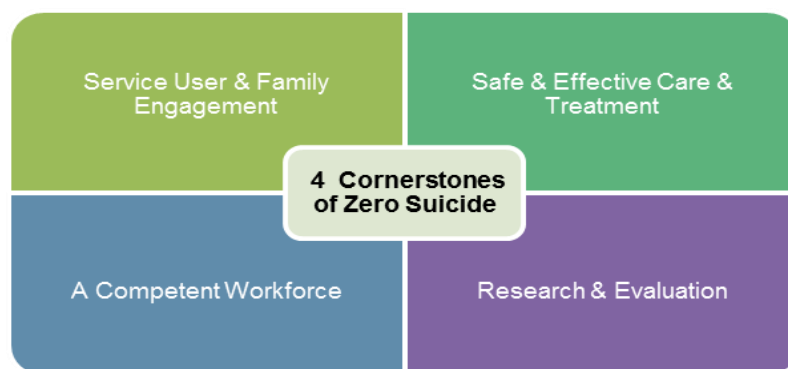 Service User & Family
Engagement
Safe & Effective Care &
Treatment
4 Cornerstones
of Zero Suicide
A Competent Workforce
Research & Evaluation